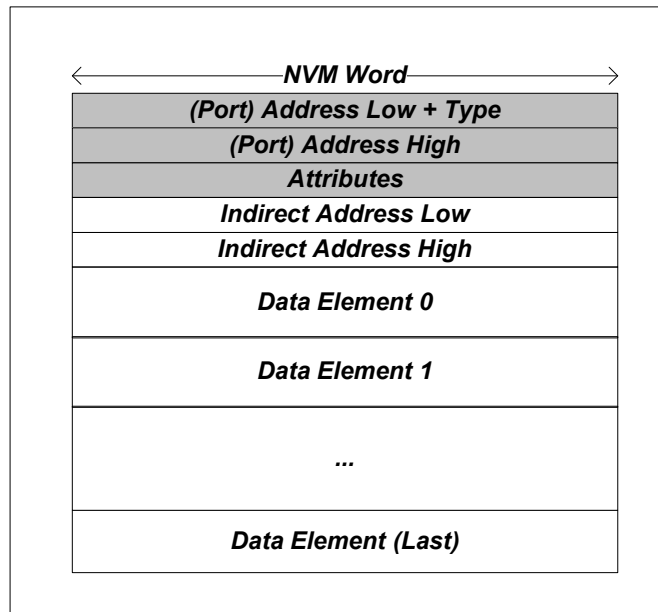 NVM Word
(Port) Address Low + Type
(Port) Address High
Attributes
Indirect Address Low
Indirect Address High
Data Element 0
Data Element 1
...
Data Element (Last)